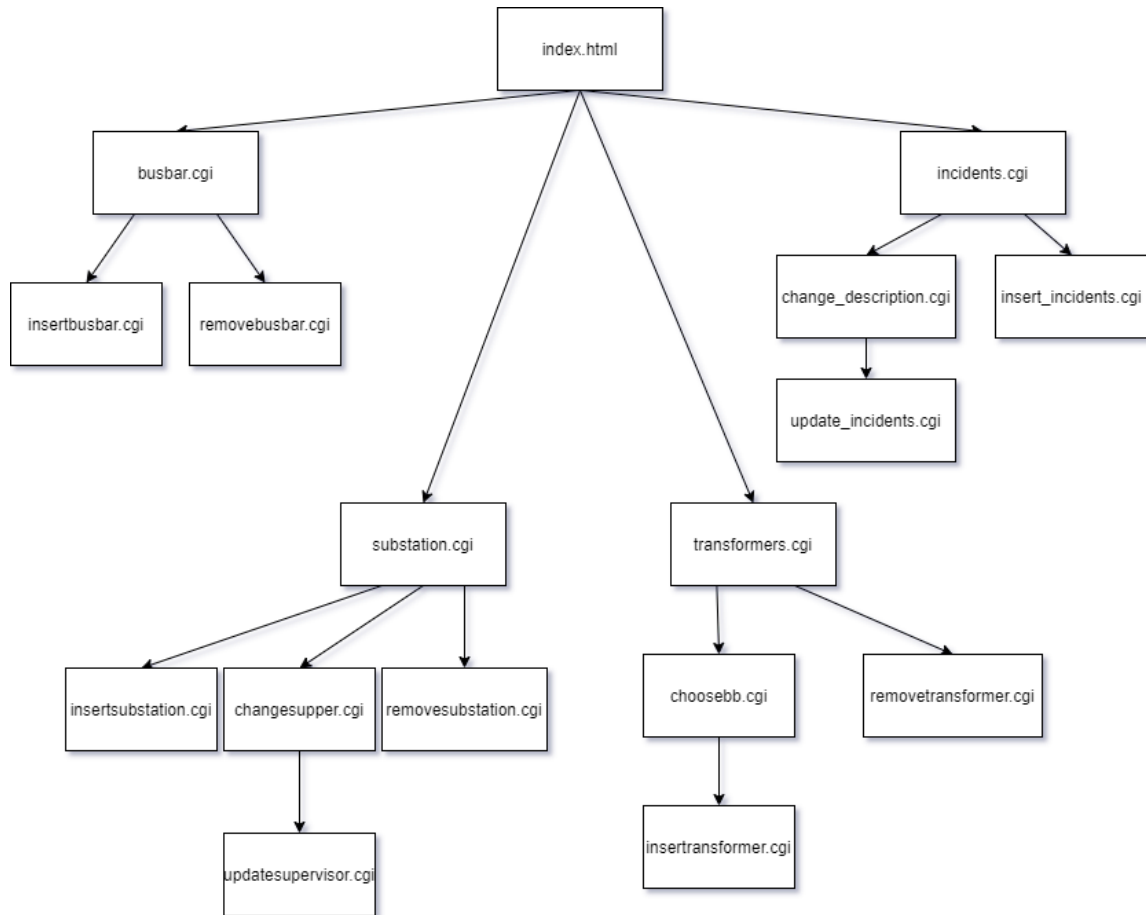 index.html
busbar.cgi
incidents.cgi
insertbusbar.cgi
removebusbar.cgi
change_description.cgi
insert_incidents.cgi
update_incidents.cgi
substation.cgi
transformers.cgi
insertsubstation.cgi
changesupper.cgi
removesubstation.cgi
choosebb.cgi
removetransformer.cgi
insertransformer.cgi
updatesupervisor.cgi